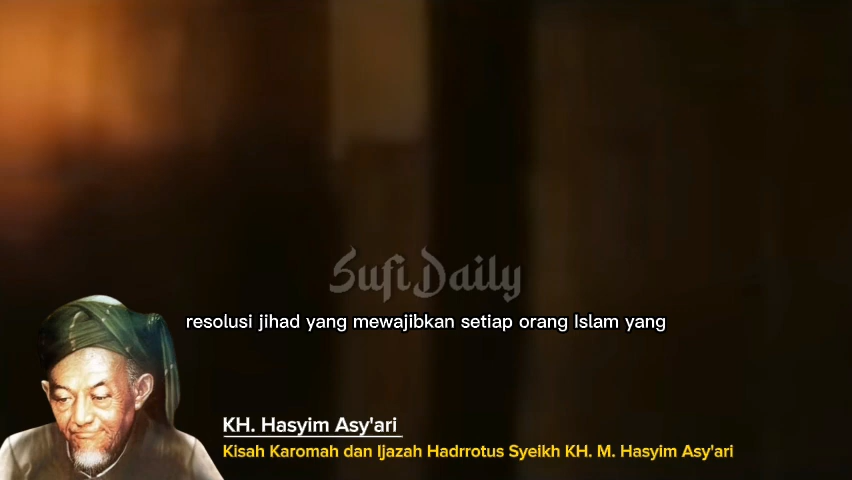 Sufi Daily
resolusi jihad yang mewajibkan setiap orang Islam yang
KH. Hasyim Asy'ari
Kisah Karomah dan Ijazah Hadrrotus Syeikh KH. M. Hasyim Asy'ari